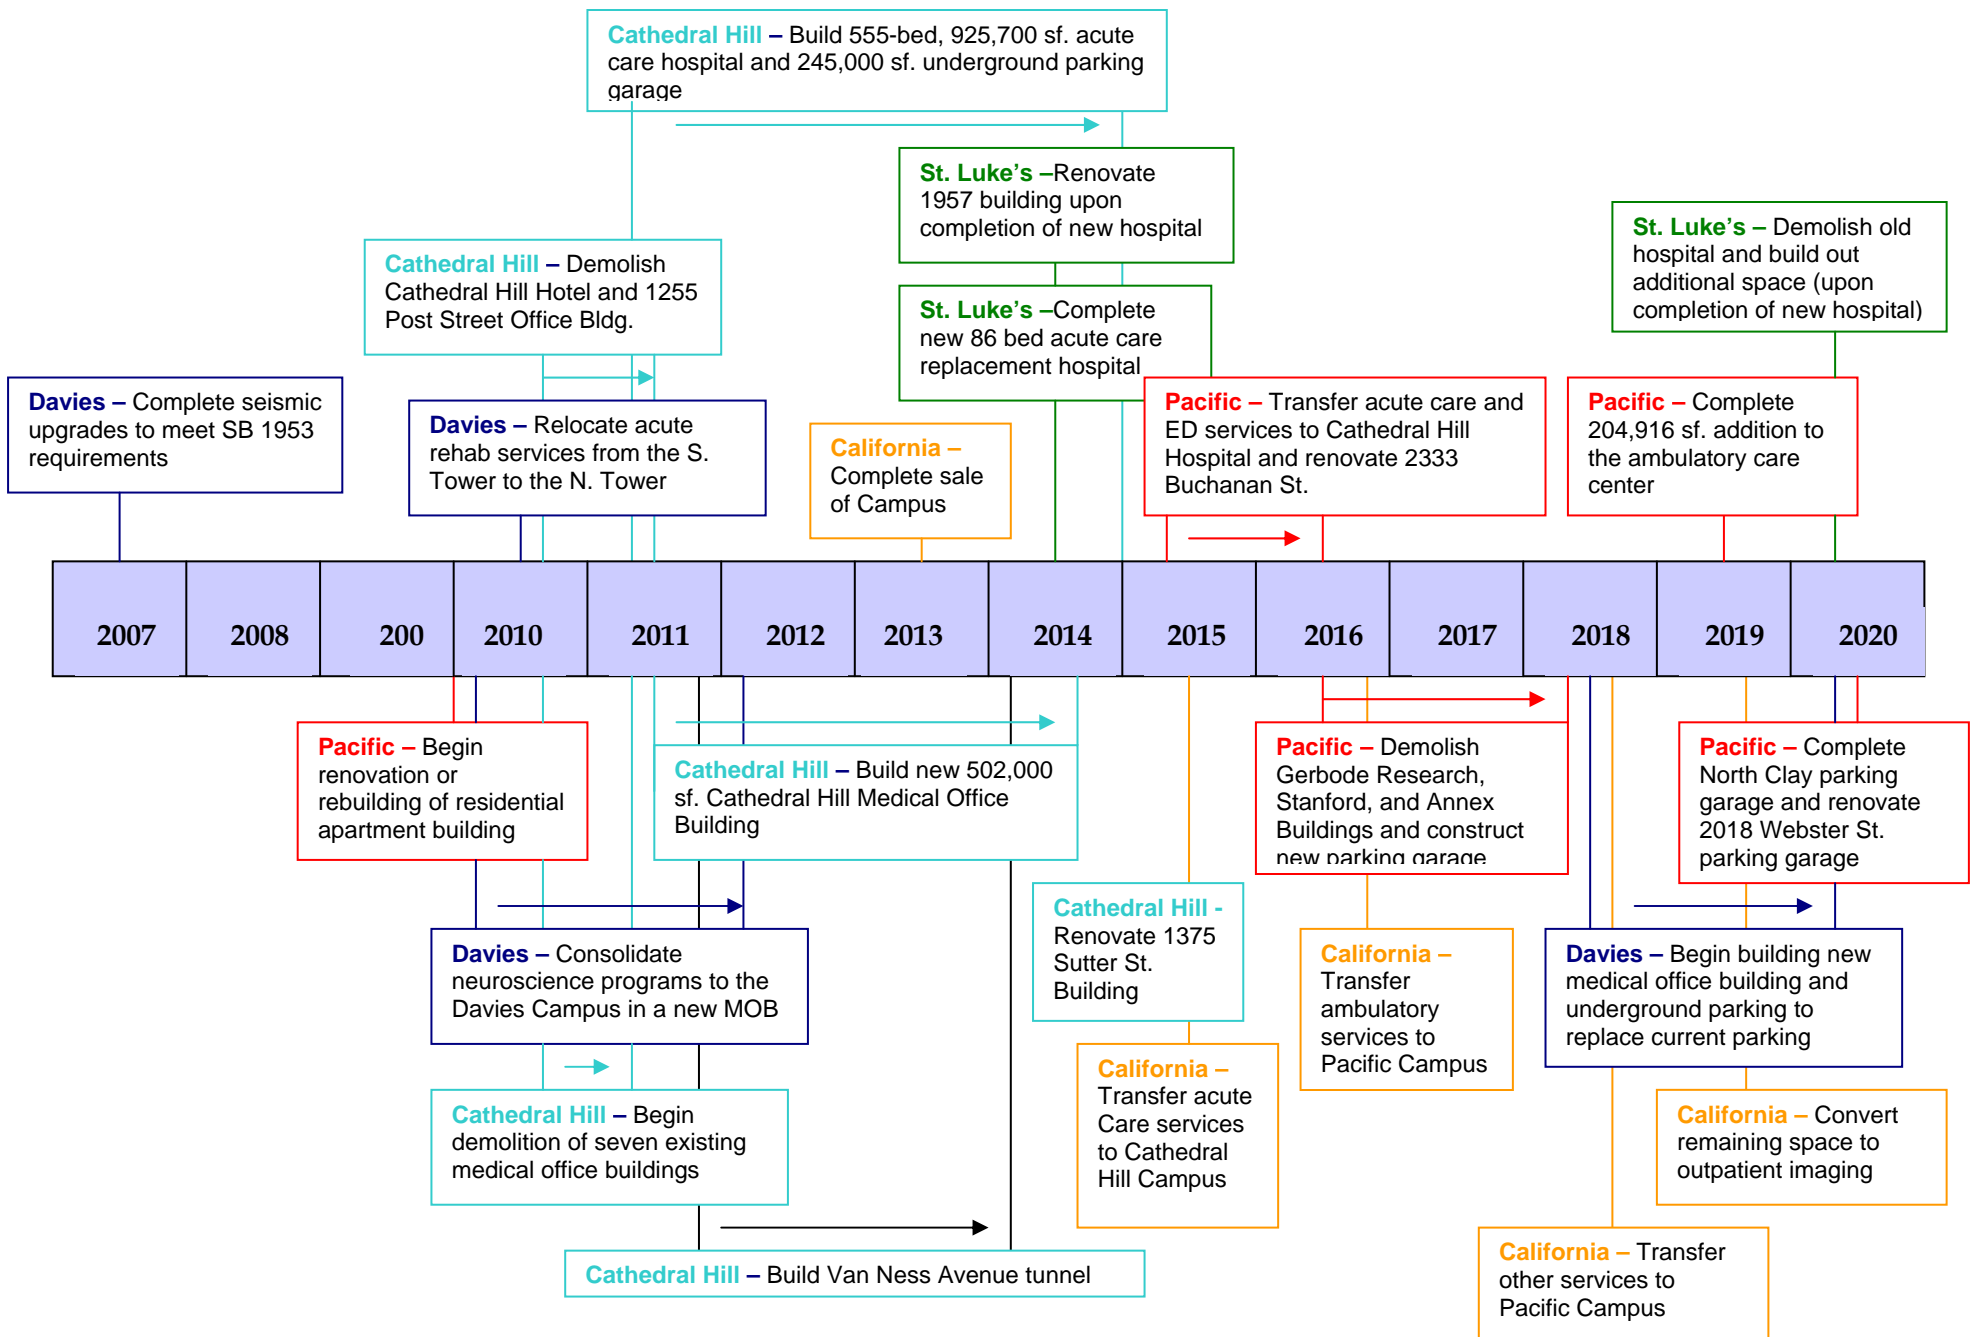 Cathedral Hill – Build 555-bed, 925,700 sf. acute
care hospital and 245,000 sf. underground parking
garage
St. Luke’s –Renovate
1957 building upon
completion of new hospital
St. Luke’s – Demolish old
hospital and build out
additional space (upon
completion of new hospital)
Cathedral Hill – Demolish
Cathedral Hill Hotel and 1255
Post Street Office Bldg.
St. Luke’s –Complete
new 86 bed acute care
replacement hospital
Davies – Complete seismic
upgrades to meet SB 1953
requirements
Davies – Relocate acute
rehab services from the S.
Tower to the N. Tower
California –
Complete sale
of Campus
Pacific – Transfer acute care and
ED services to Cathedral Hill
Hospital and renovate 2333
Buchanan St.
Pacific – Complete
204,916 sf. addition to
the ambulatory care
center
2007 2008 200 2010 2011 2012 2013 2014 2015 2016 2017 2018 2019 2020
Pacific – Begin
renovation or
rebuilding of residential
apartment building
Cathedral Hill – Build new 502,000
sf. Cathedral Hill Medical Office
Building
Pacific – Demolish
Gerbode Research,
Stanford, and Annex
Buildings and construct
new parking garage
Pacific – Complete
North Clay parking
garage and renovate
2018 Webster St.
parking garage
Cathedral Hill -
Renovate 1375
Sutter St.
Building
Davies – Consolidate
neuroscience programs to the
Davies Campus in a new MOB
California –
Transfer
ambulatory
services to
Pacific Campus
Davies – Begin building new
medical office building and
underground parking to
replace current parking
California –
Transfer acute
Care services
to Cathedral
Hill Campus
Cathedral Hill – Begin
demolition of seven existing
medical office buildings
California – Convert
remaining space to
outpatient imaging
Cathedral Hill – Build Van Ness Avenue tunnel
California – Transfer
other services to
Pacific Campus